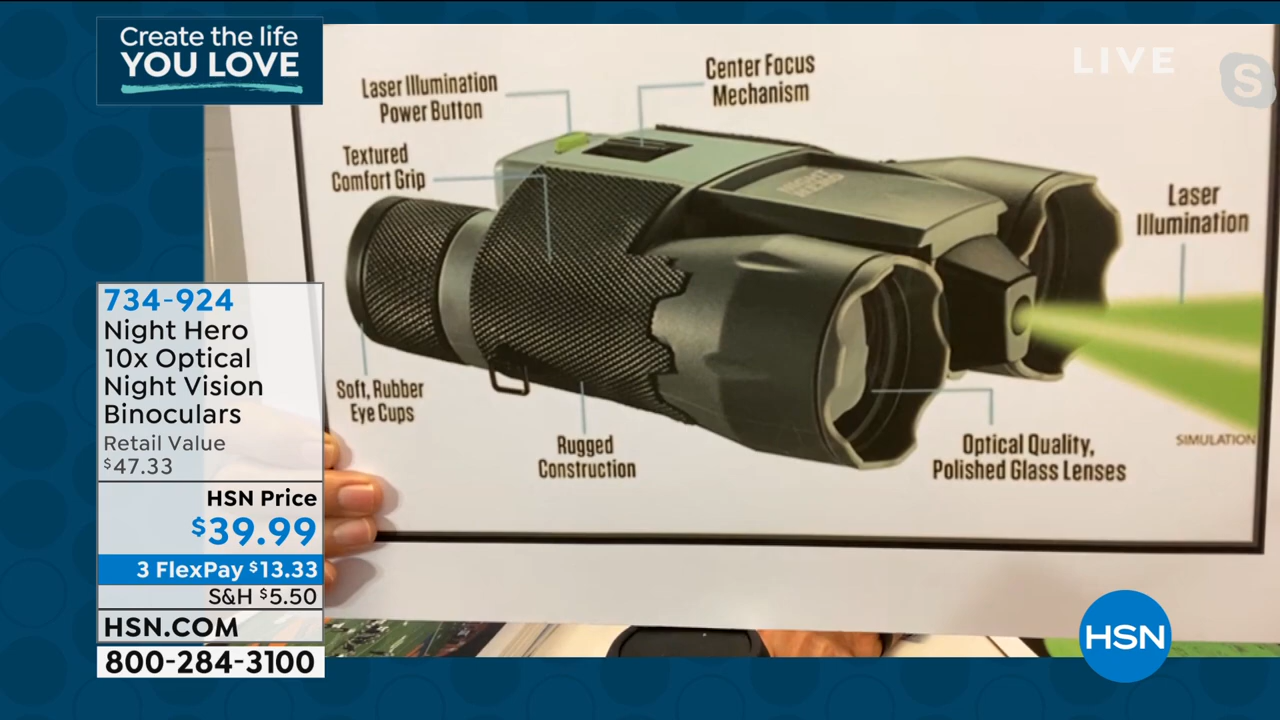 Create the life
YOU LOVE
LIVE
S
Laser Illumination
Power Button
Center Focus
Mechanism
Textured
Comfort Grip
NIGHT
HERO
Laser
Illumination
734-924
Night Hero
10x Optical
Night Vision
Binoculars
Retail Value
$47.33
HSN Price
$39.99
3 FlexPay $13.33
S&H $5.50
HSN.COM
800-284-3100
Soft, Rubber
Eye Cups
Rugged
Construction
Optical Quality,
Polished Glass Lenses
SIMULATION
HSN